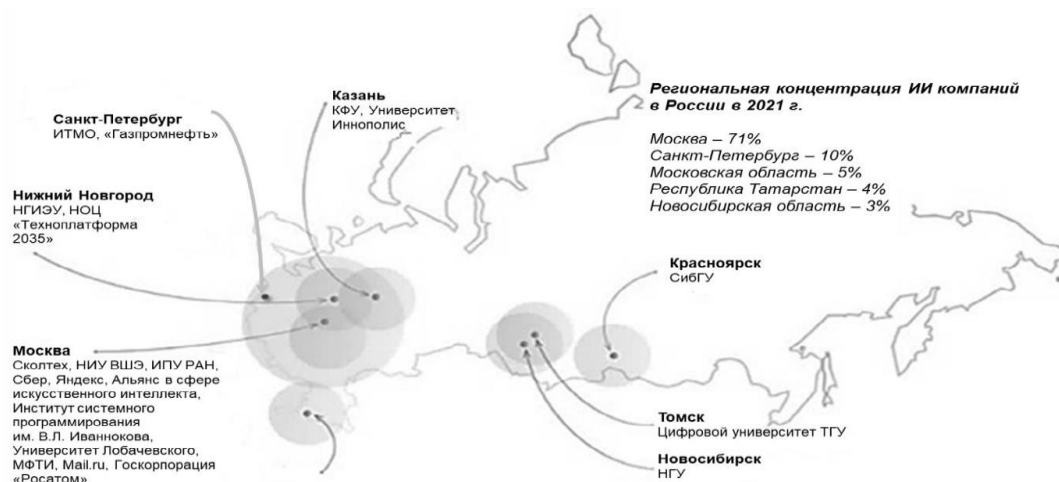 Казань
КФУ, Университет
Иннополис
Санкт-Петербург
ИТМО, «Газпромнефть»
Нижний Новгород
НГИЭУ, НОЦ
«Техноплатформа
2035»
Москва
Сколтех, НИУ ВШЭ, ИПУ РАН,
Сбер, Яндекс, Альянс в сфере
искусственного интеллекта,
Институт системного
программирования
им. В.Л. Иваннокова,
Университет Лобачевского,
МФТИ, Mail.ru, Госкорпорация
«Росатом»
Региональная концентрация ИИ компаний
в России в 2021 г.
Москва – 71%
Санкт-Петербург – 10%
Московская область – 5%
Республика Татарстан – 4%
Новосибирская область – 3%
Красноярск
СибГУ
Томск
Цифровой университет ТГУ
Новосибирск
НГУ